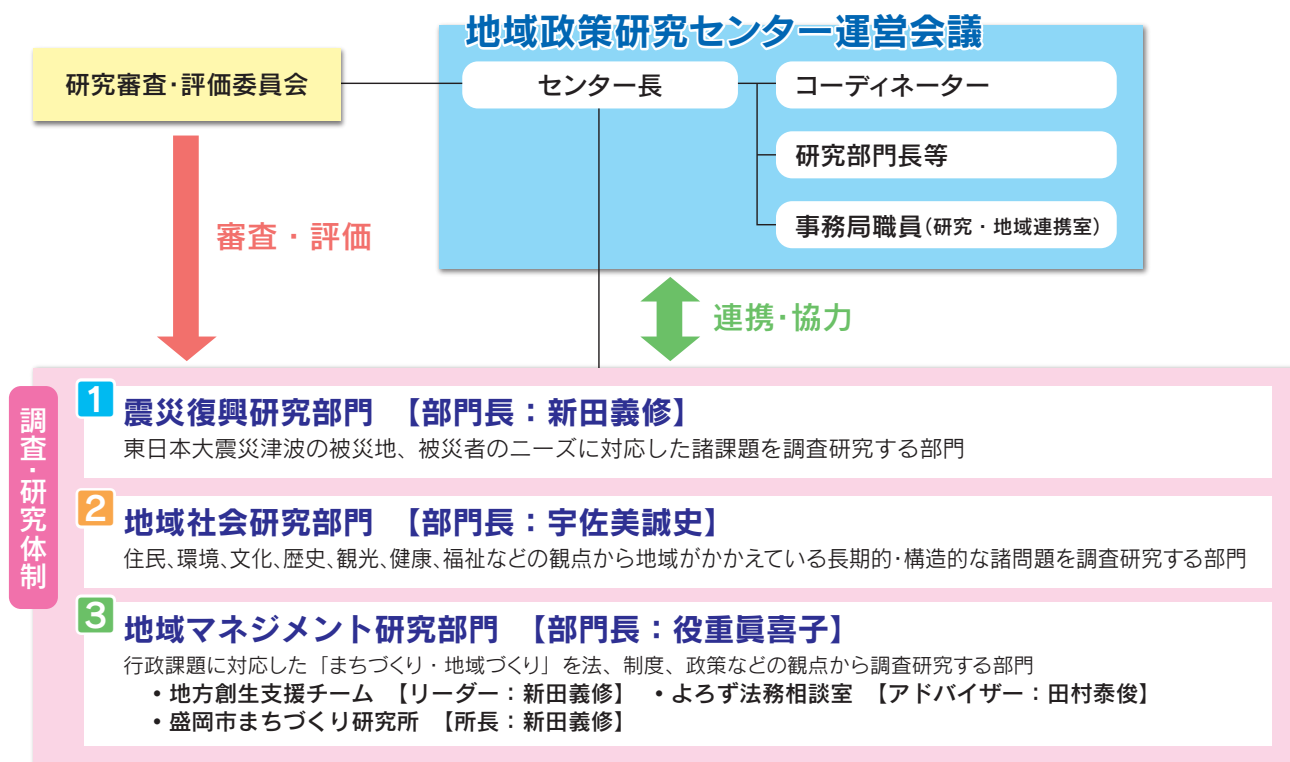 地域政策研究センター運営会議
研究審査・評価委員会
センター長
コーディネーター
研究部門長等
事務局職員(研究・地域連携室)
審査・評価
連携・協力
調査・研究体制
1
震災復興研究部門 【部門長：新田義修】
東日本大震災津波の被災地、被災者のニーズに対応した諸課題を調査研究する部門
2
地域社会研究部門 【部門長：宇佐美誠史】
住民、環境、文化、歴史、観光、健康、福祉などの観点から地域がかかえている長期的・構造的な諸問題を調査研究する部門
3
地域マネジメント研究部門 【部門長：役重眞喜子】
行政課題に対応した「まちづくり・地域づくり」を法、制度、政策などの観点から調査研究する部門
・地方創生支援チーム 【リーダー：新田義修】 ・よろず法務相談室 【アドバイザー：田村泰俊】
・盛岡市まちづくり研究所 【所長：新田義修】